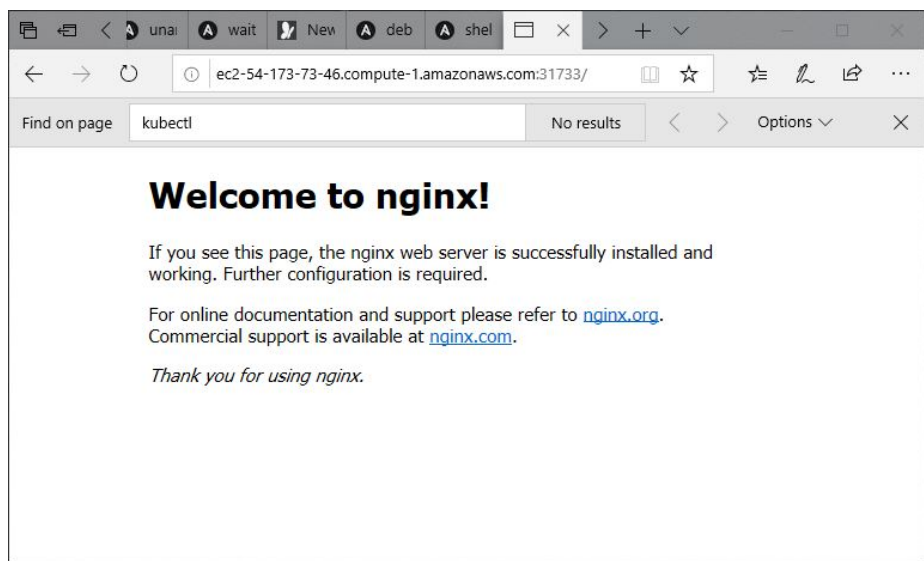 unar
wait
New
deb
shel
ec2-54-173-73-46.compute-1.amazonaws.com:31733/
Find on page
kubectl
No results
Options
Welcome to nginx!
If you see this page, the nginx web server is successfully installed and
working. Further configuration is required.
For online documentation and support please refer to nginx.org.
Commercial support is available at nginx.com.
Thank you for using nginx.